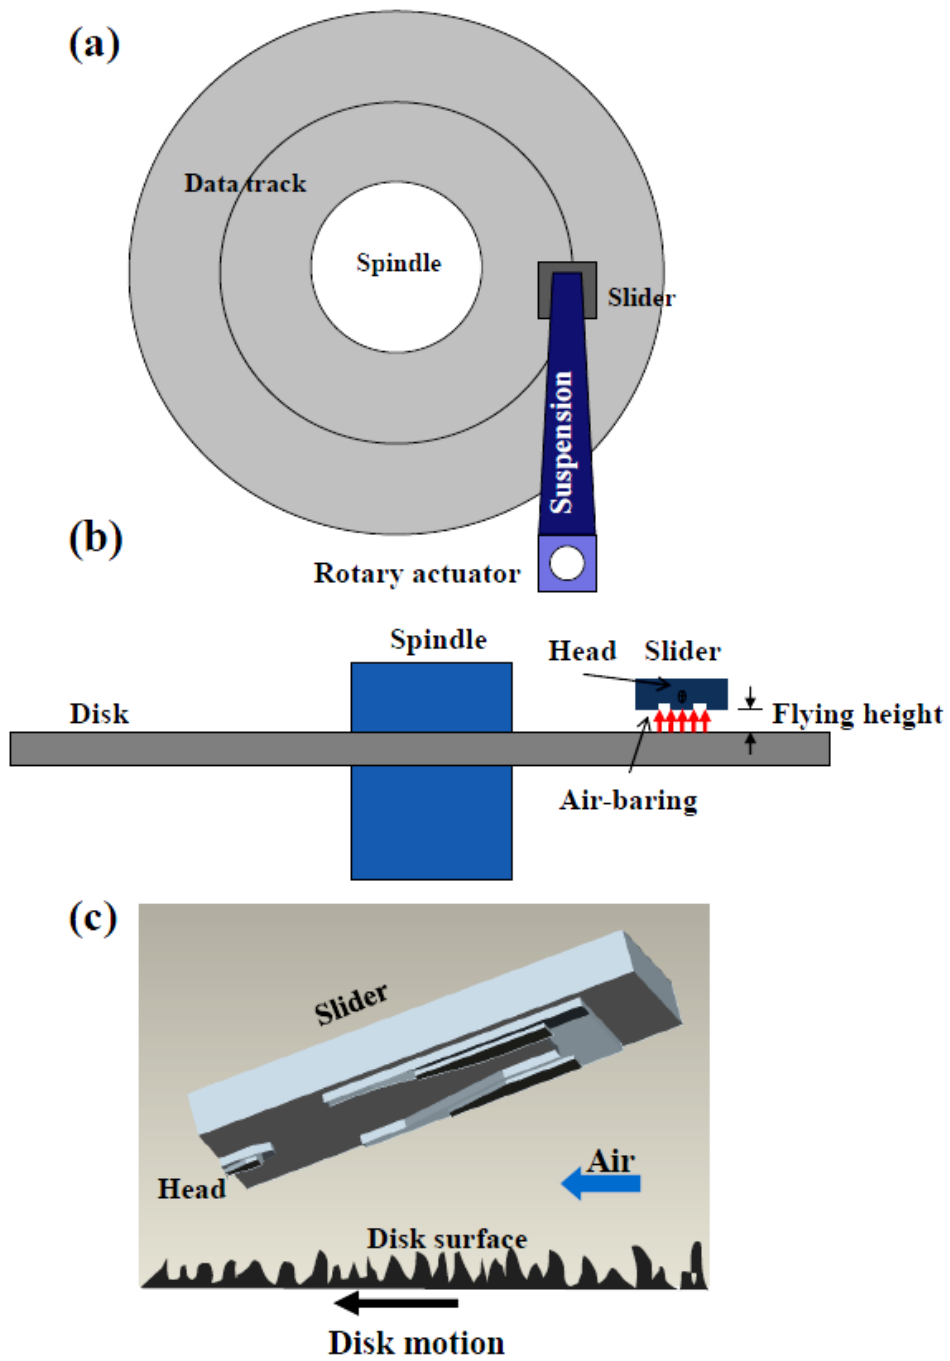 (a)
Data track
Spindle
Slider
Suspension
(b)
Rotary actuator
Spindle
Head
Slider
Disk
Flying height
Air-baring
(c)
Slider
Air
Head
Disk surface
Disk motion